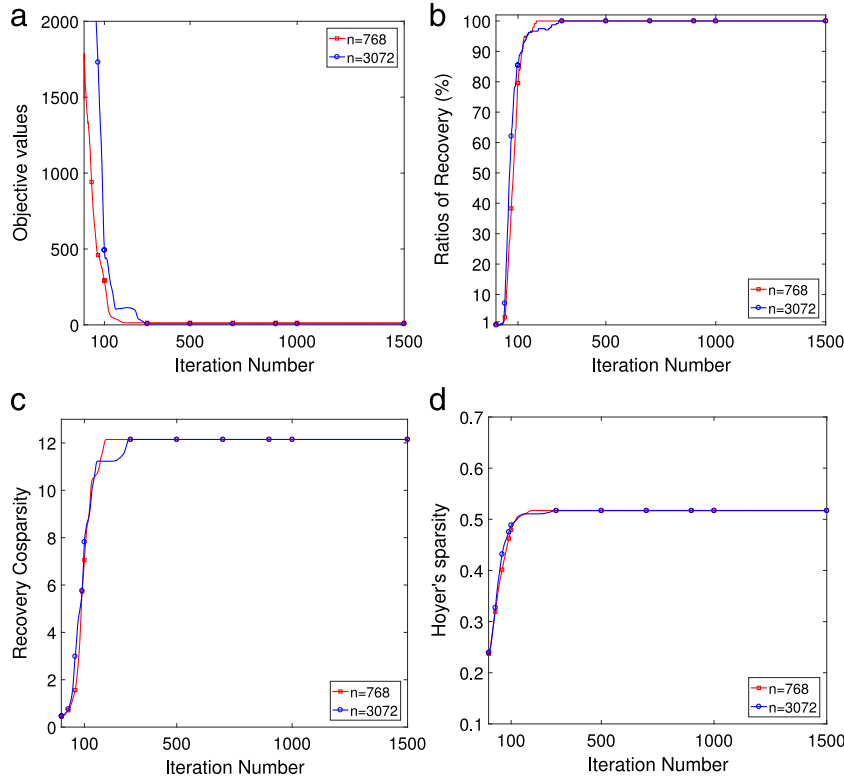 a
2000
1500
1000
500
0
Objective values
n=768
n=3072
100
500
1000
1500
Iteration Number
b
100
90
80
70
60
50
40
30
20
10
1
Ratios of Recovery (%)
n=768
n=3072
100
500
1000
1500
Iteration Number
c
12
10
8
6
4
2
0
Recovery Cosparsity
n=768
n=3072
100
500
1000
1500
Iteration Number
d
0.7
0.6
0.5
0.4
0.3
0.2
0.1
Hoyer's sparsity
n=768
n=3072
100
500
1000
1500
Iteration Number